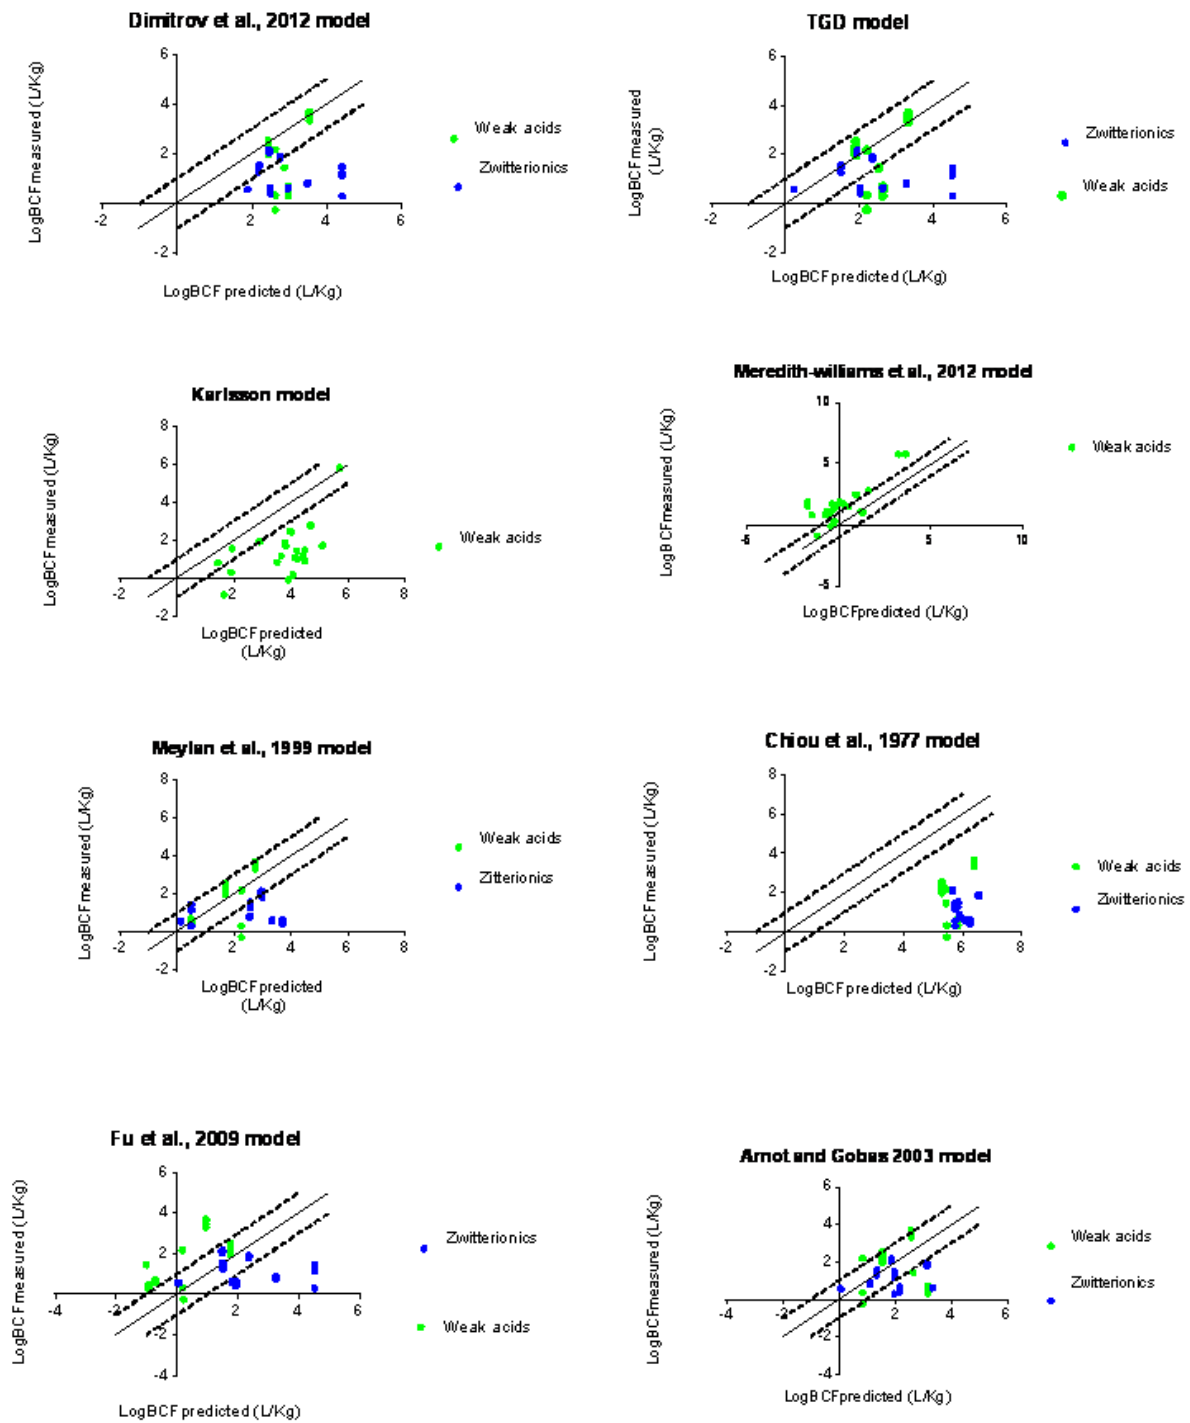 Dimitrov et al., 2012 model
LogBCF measured (L/Kg)
6
4
2
-2
2
4
6
-2
LogBCF predicted (L/Kg)
Weak acids
Zwitterionics
TGD model
LogBCF measured
(L/Kg)
6
4
2
-2
2
4
6
-2
LogBCF predicted (L/Kg)
Zwitterionics
Weak acids
Karlsson model
LogBCF measured (L/Kg)
8
6
4
2
-2
2
4
6
8
-2
LogBCF predicted
(L/Kg)
Weak acids
Meredith-williams et al., 2012 model
LogBCF measured (L/Kg)
10
5
-5
5
10
-5
LogBCF predicted (L/Kg)
Weak acids
Meylan et al., 1999 model
LogBCF measured (L/Kg)
8
6
4
2
-2
2
4
6
8
-2
LogBCF predicted
(L/Kg)
Weak acids
Zitterionics
Chiou et al., 1977 model
LogBCF measured (L/Kg)
8
6
4
2
-2
2
4
6
8
-2
LogBCF predicted (L/Kg)
Weak acids
Zwitterionics
Fu et al., 2009 model
LogBCF measured (L/Kg)
6
4
2
-4
-2
2
4
6
-2
-4
LogBCF predicted (L/Kg)
Zwitterionics
Weak acids
Arnot and Gobas 2003 model
LogBCF measured (L/Kg)
6
4
2
-4
-2
2
4
6
-2
-4
LogBCF predicted (L/Kg)
Weak acids
Zwitterionics